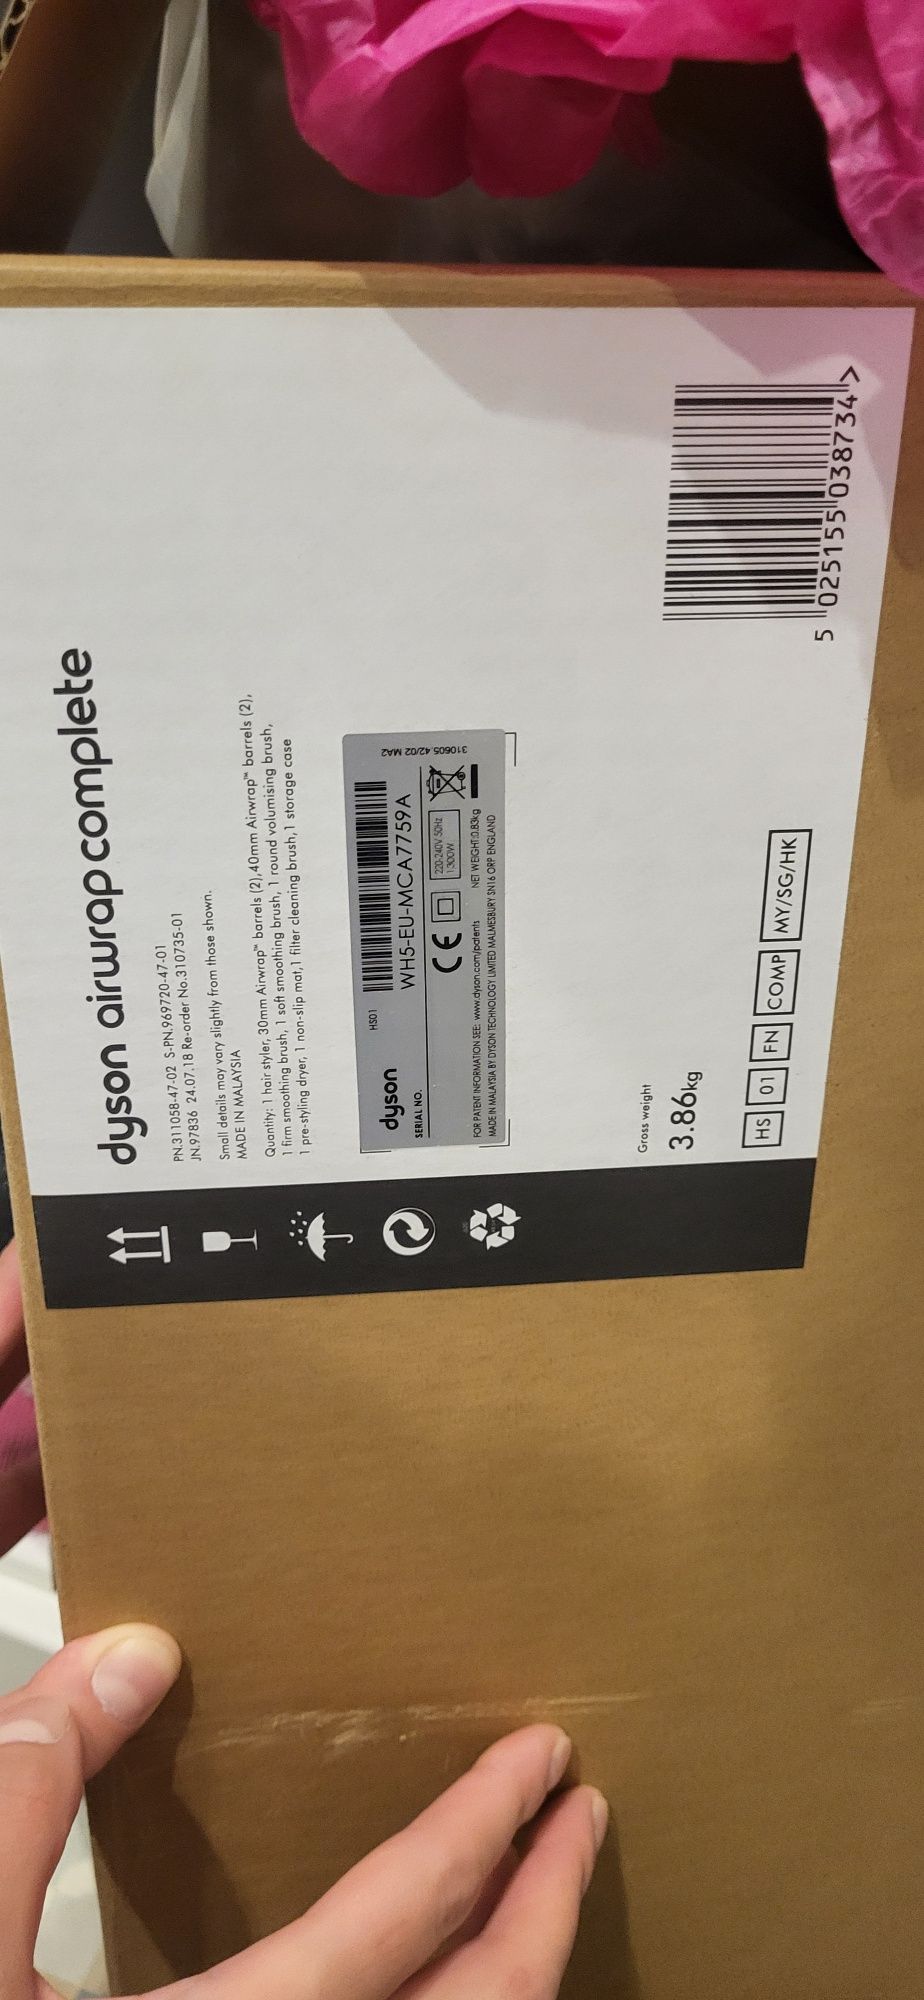 dyson airwrap complete
PN.311058-47-02 S-PN.969720-47-01
JN.97836 24.07.18 Re-order No.310735-01
Small details may vary slightly from those shown.
MADE IN MALAYSIA
Quantity: 1 hair styler, 30mm Airwrap™ barrels (2),40mm Airwrap™ barrels (2),
1 firm smoothing brush, 1 soft smoothing brush, 1 round volumising brush,
1 pre-styling dryer, 1 non-slip mat,1 filter cleaning brush,1 storage case
HS01
dyson
SERIAL NO.
WH5-EU-MCA7759A
CE
220-240V 50Hz
1300W
FOR PATENT INFORMATION SEE: www.dyson.com/patents NET WEIGHT:0.83kg
MADE IN MALAYSIA BY DYSON TECHNOLOGY LIMITED MALMESBURY SN16 0RP ENGLAND
310605.42/02 MA2
Gross weight
3.86kg
HS 01 FN COMP MY/SG/HK
5 025155 038734 >